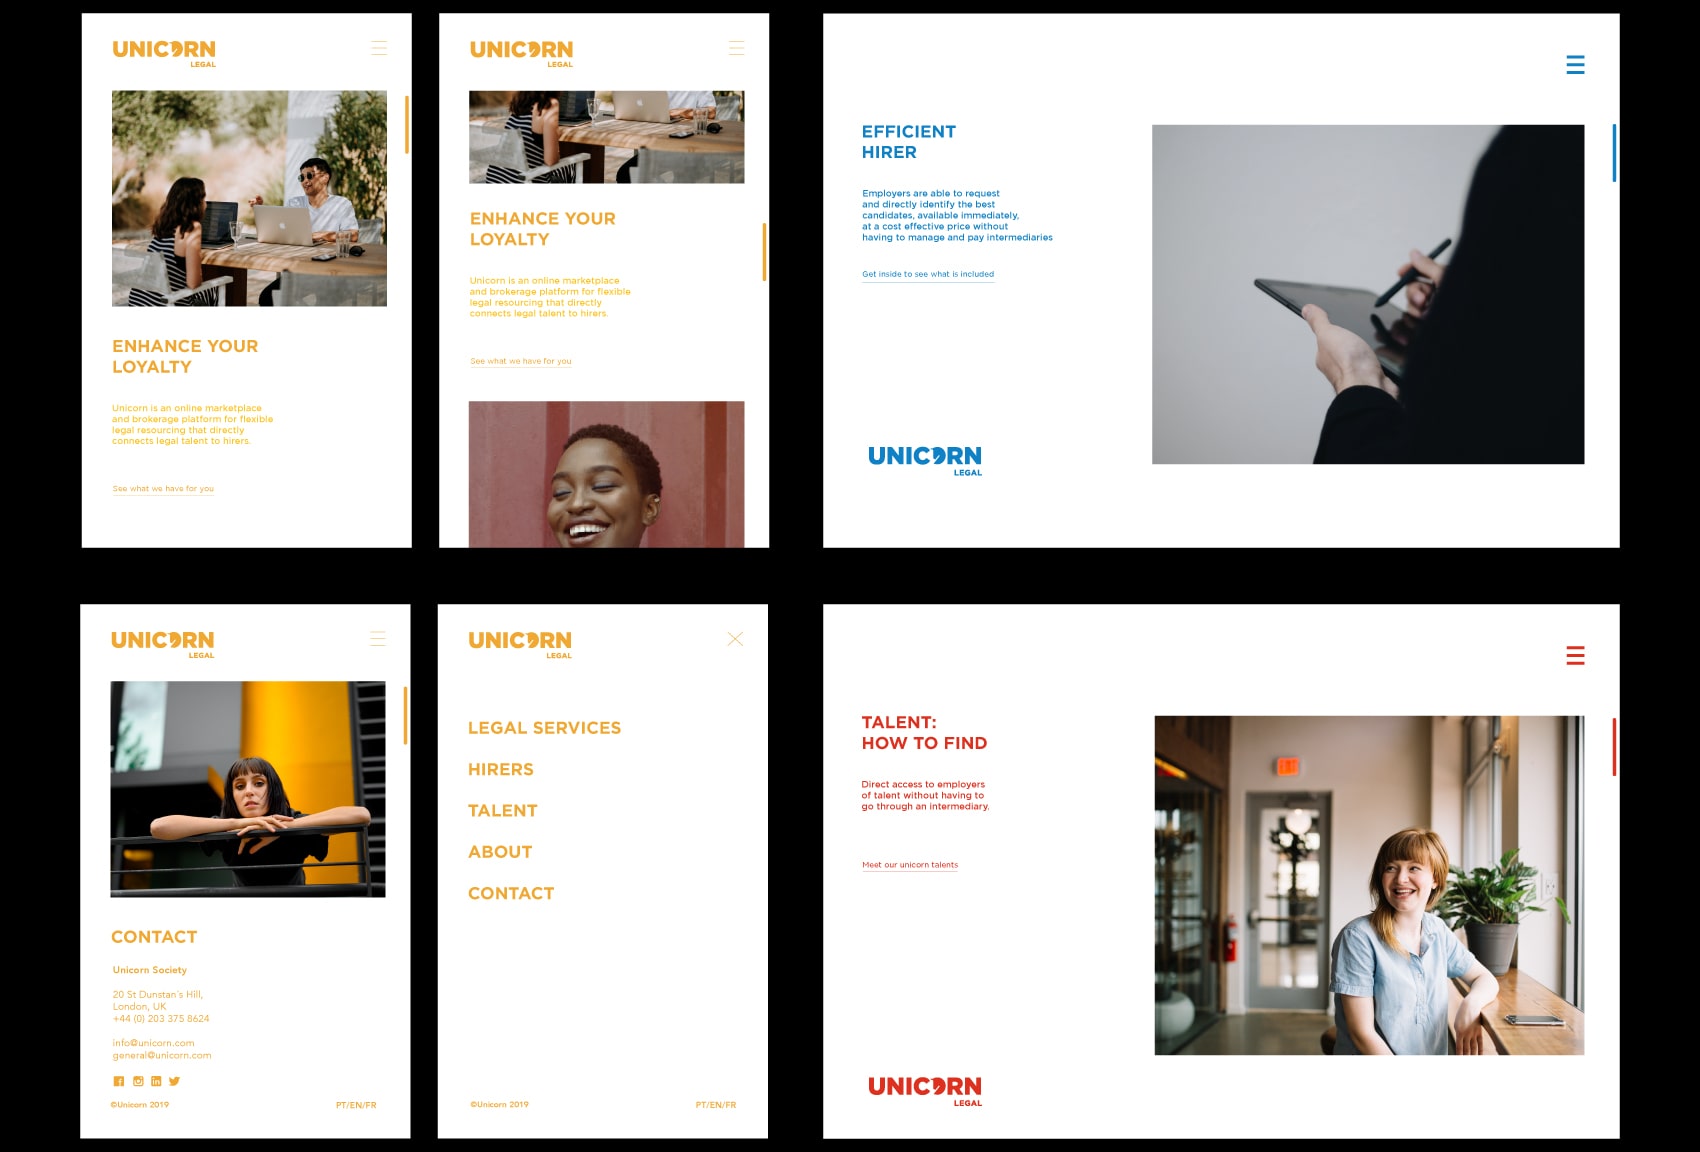 UNICORN
LEGAL
ENHANCE YOUR
LOYALTY
Unicorn is an online marketplace
and brokerage platform for flexible
legal resourcing that directly
connects legal talent to hirers.
See what we have for you
UNICORN
LEGAL
ENHANCE YOUR
LOYALTY
Unicorn is an online marketplace
and brokerage platform for flexible
legal resourcing that directly
connects legal talent to hirers.
See what we have for you
EFFICIENT
HIRER
Employers are able to request
and directly identify the best
candidates, available immediately,
at a cost effective price without
having to manage and pay intermediaries
Get inside to see what is included
UNICORN
LEGAL
UNICORN
LEGAL
CONTACT
Unicorn Society
20 St Dunstan´s Hill,
London, UK
+44 (0) 203 375 8624
info@unicorn.com
general@unicorn.com
©Unicorn 2019
PT/EN/FR
UNICORN
LEGAL
LEGAL SERVICES
HIRERS
TALENT
ABOUT
CONTACT
©Unicorn 2019
PT/EN/FR
TALENT:
HOW TO FIND
Direct access to employers
of talent without having to
go through an intermediary.
Meet our unicorn talents
UNICORN
LEGAL